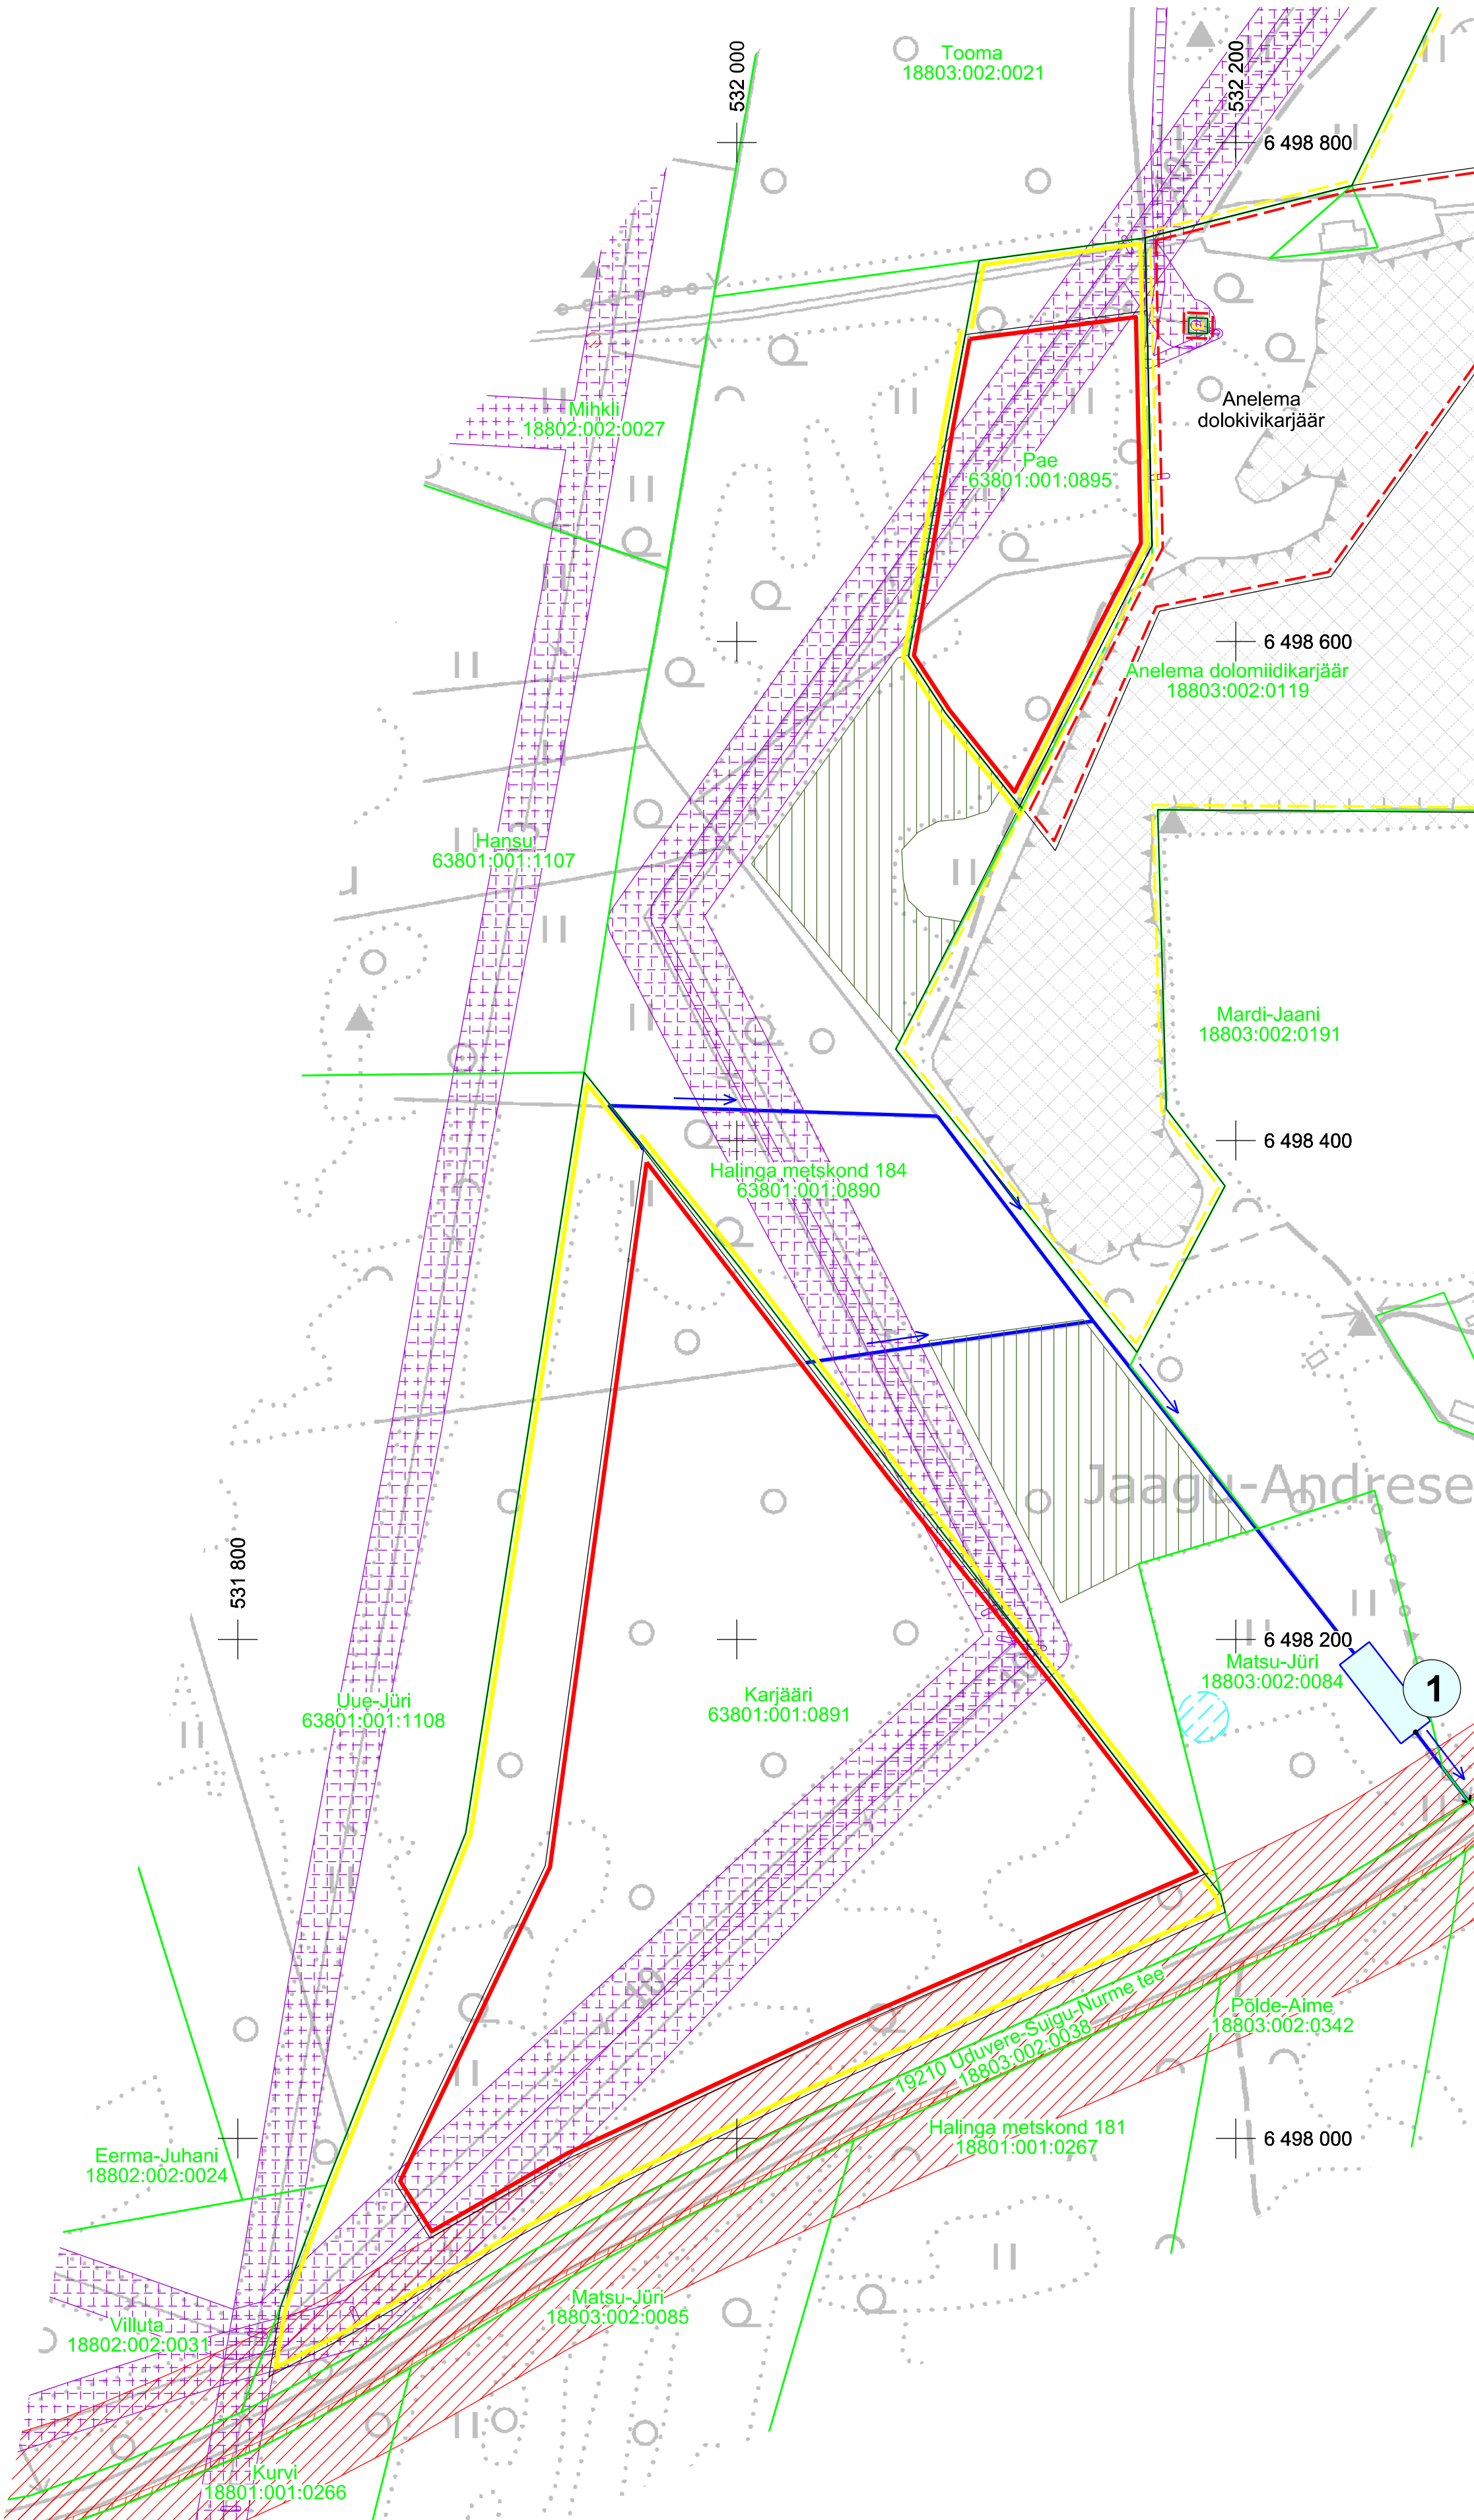 Tooma
18803:002:0021
532 000
532 200
6 498 800
Mihkli
18802:002:0027
Anelema
dolokivikarjäär
Pae
63801:001:0895
6 498 600
Anelema dolomiidikarjäär
18803:002:0119
Hansu
63801:001:1107
Mardi-Jaani
18803:002:0191
6 498 400
Halinga metskond 184
63801:001:0890
Jaagu-Andrese
531 800
6 498 200
Matsu-Jüri
18803:002:0084
1
Uue-Jüri
63801:001:1108
Karjääri
63801:001:0891
19210 Uduvere-Suigu-Nurme tee
18803:002:0038
Põlde-Aime
18803:002:0342
Halinga metskond 181
18801:001:0267
6 498 000
Eerma-Juhani
18802:002:0024
Matsu-Jüri
18803:002:0085
Villuta
18802:002:0031
Kurvi
18801:001:0266